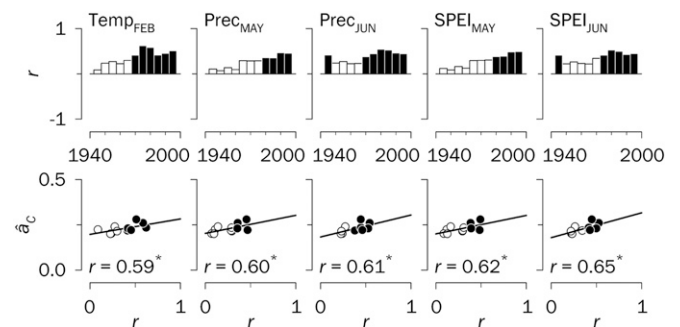 Temp_FEB Prec_MAY Prec_JUN SPEI_MAY SPEI_JUN
1
r
-1
1940 2000 1940 2000 1940 2000 1940 2000 1940 2000
0.5
â_C
0.0
r = 0.59* r = 0.60* r = 0.61* r = 0.62* r = 0.65*
0 1 0 1 0 1 0 1 0 1
r r r r r